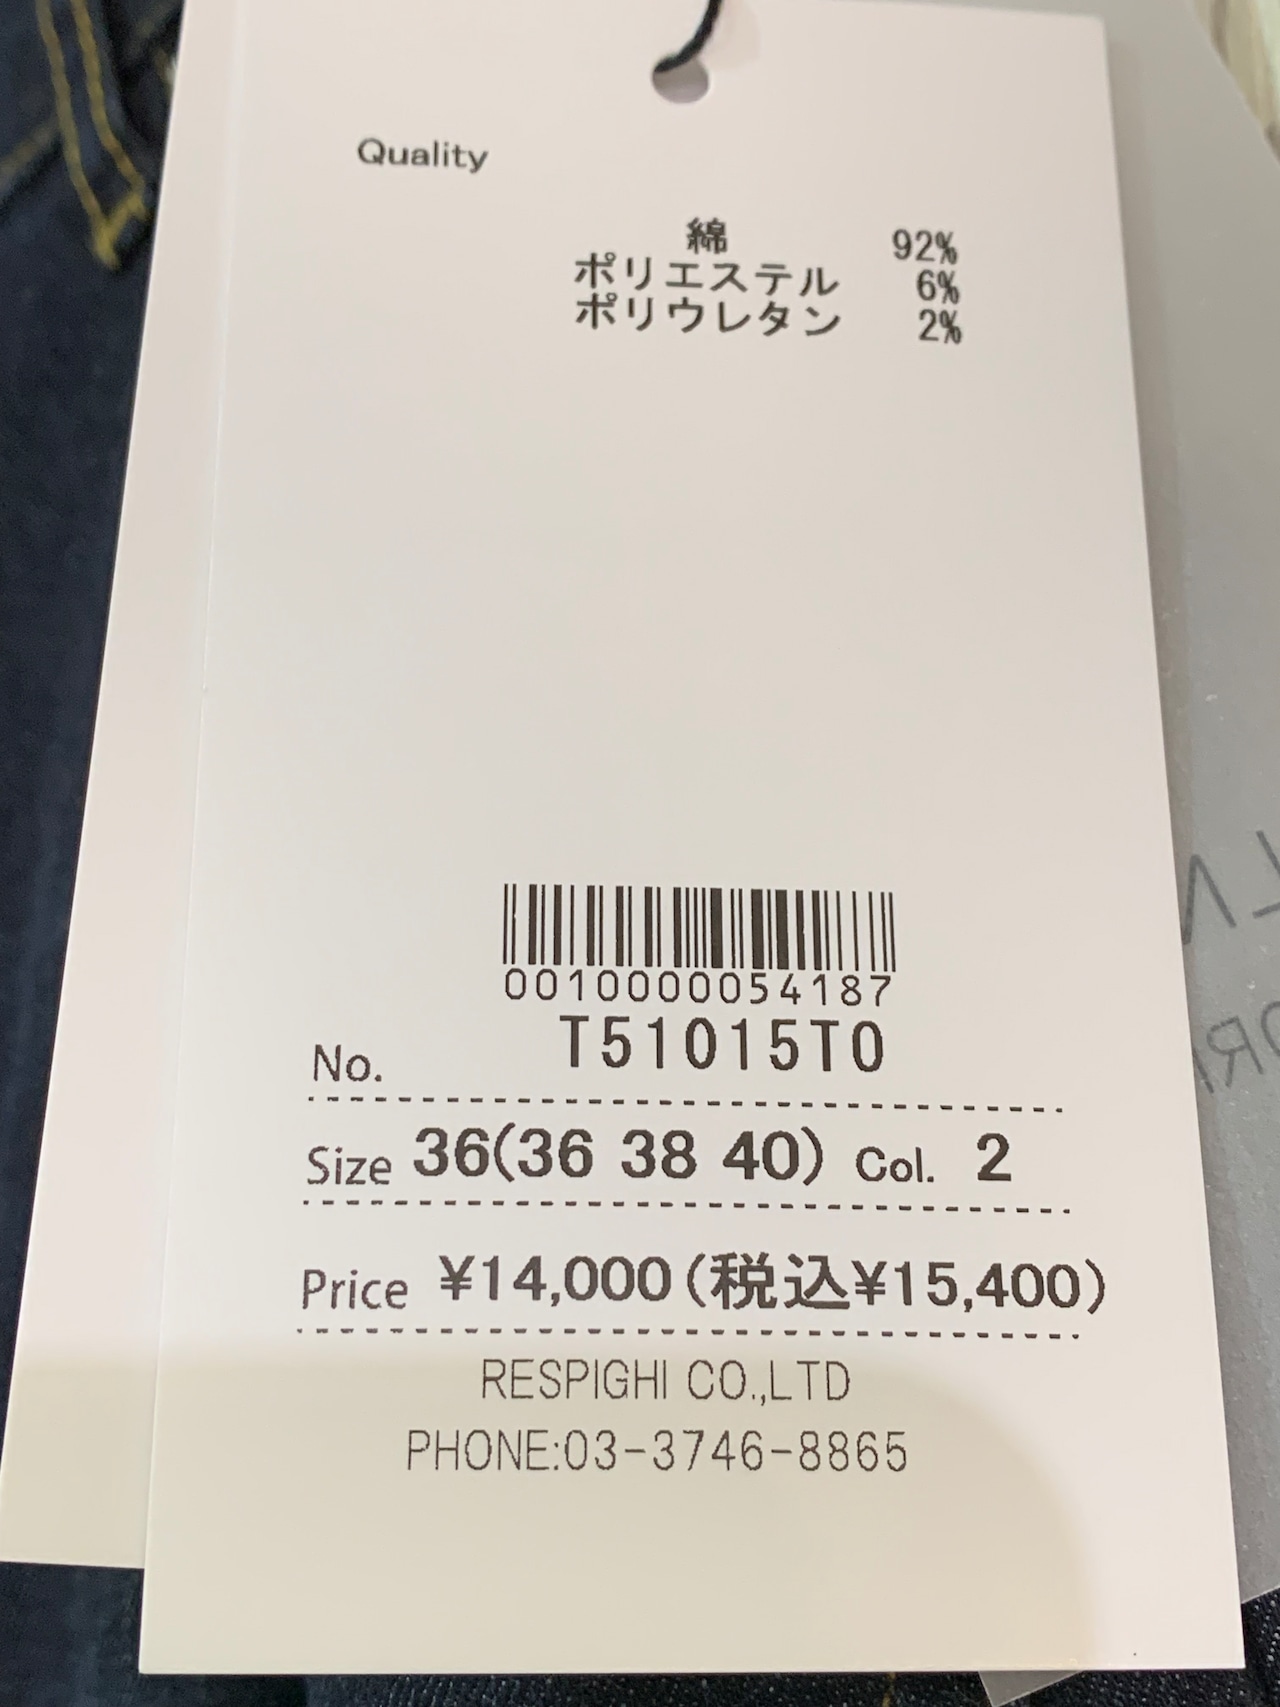 Quality
綿 92%
ポリエステル 6%
ポリウレタン 2%
0010000054187
No. T51015T0
Size 36(36 38 40) Col. 2
Price ¥14,000(税込¥15,400)
RESPIGHI CO.,LTD
PHONE:03-3746-8865